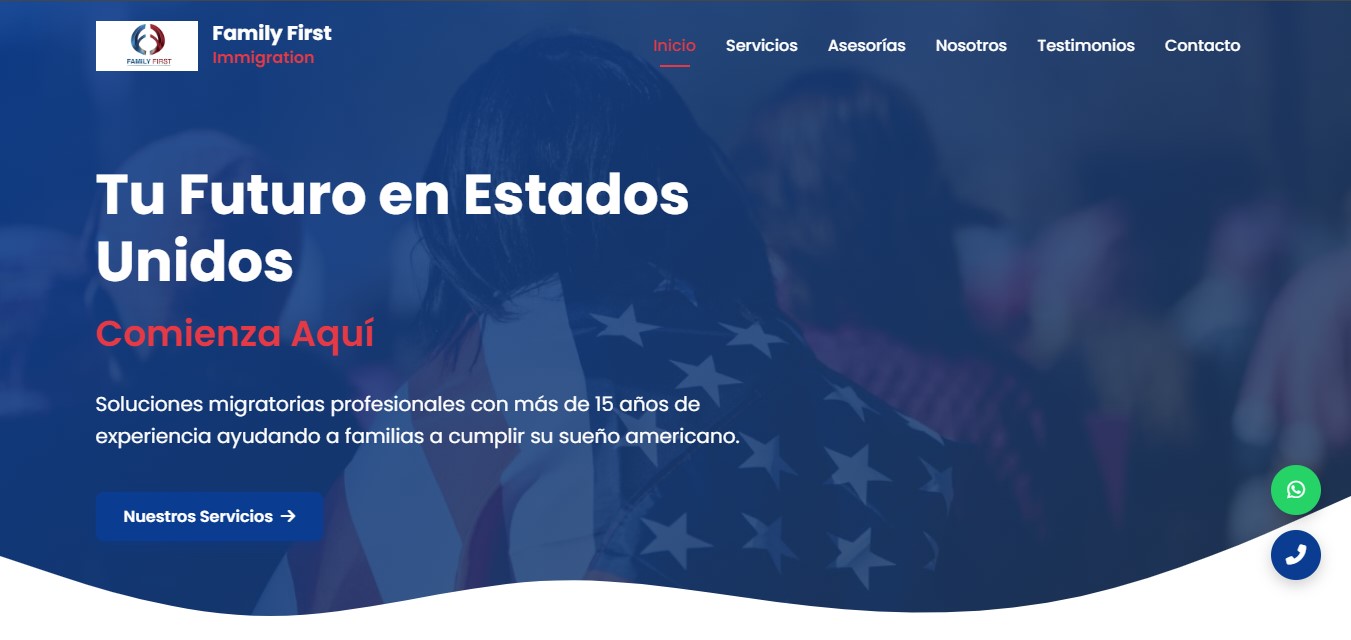 FAMILY FIRST
Family First
Immigration
Inicio Servicios Asesorías Nosotros Testimonios Contacto
Tu Futuro en Estados
Unidos
Comienza Aquí
Soluciones migratorias profesionales con más de 15 años de
experiencia ayudando a familias a cumplir su sueño americano.
Nuestros Servicios →